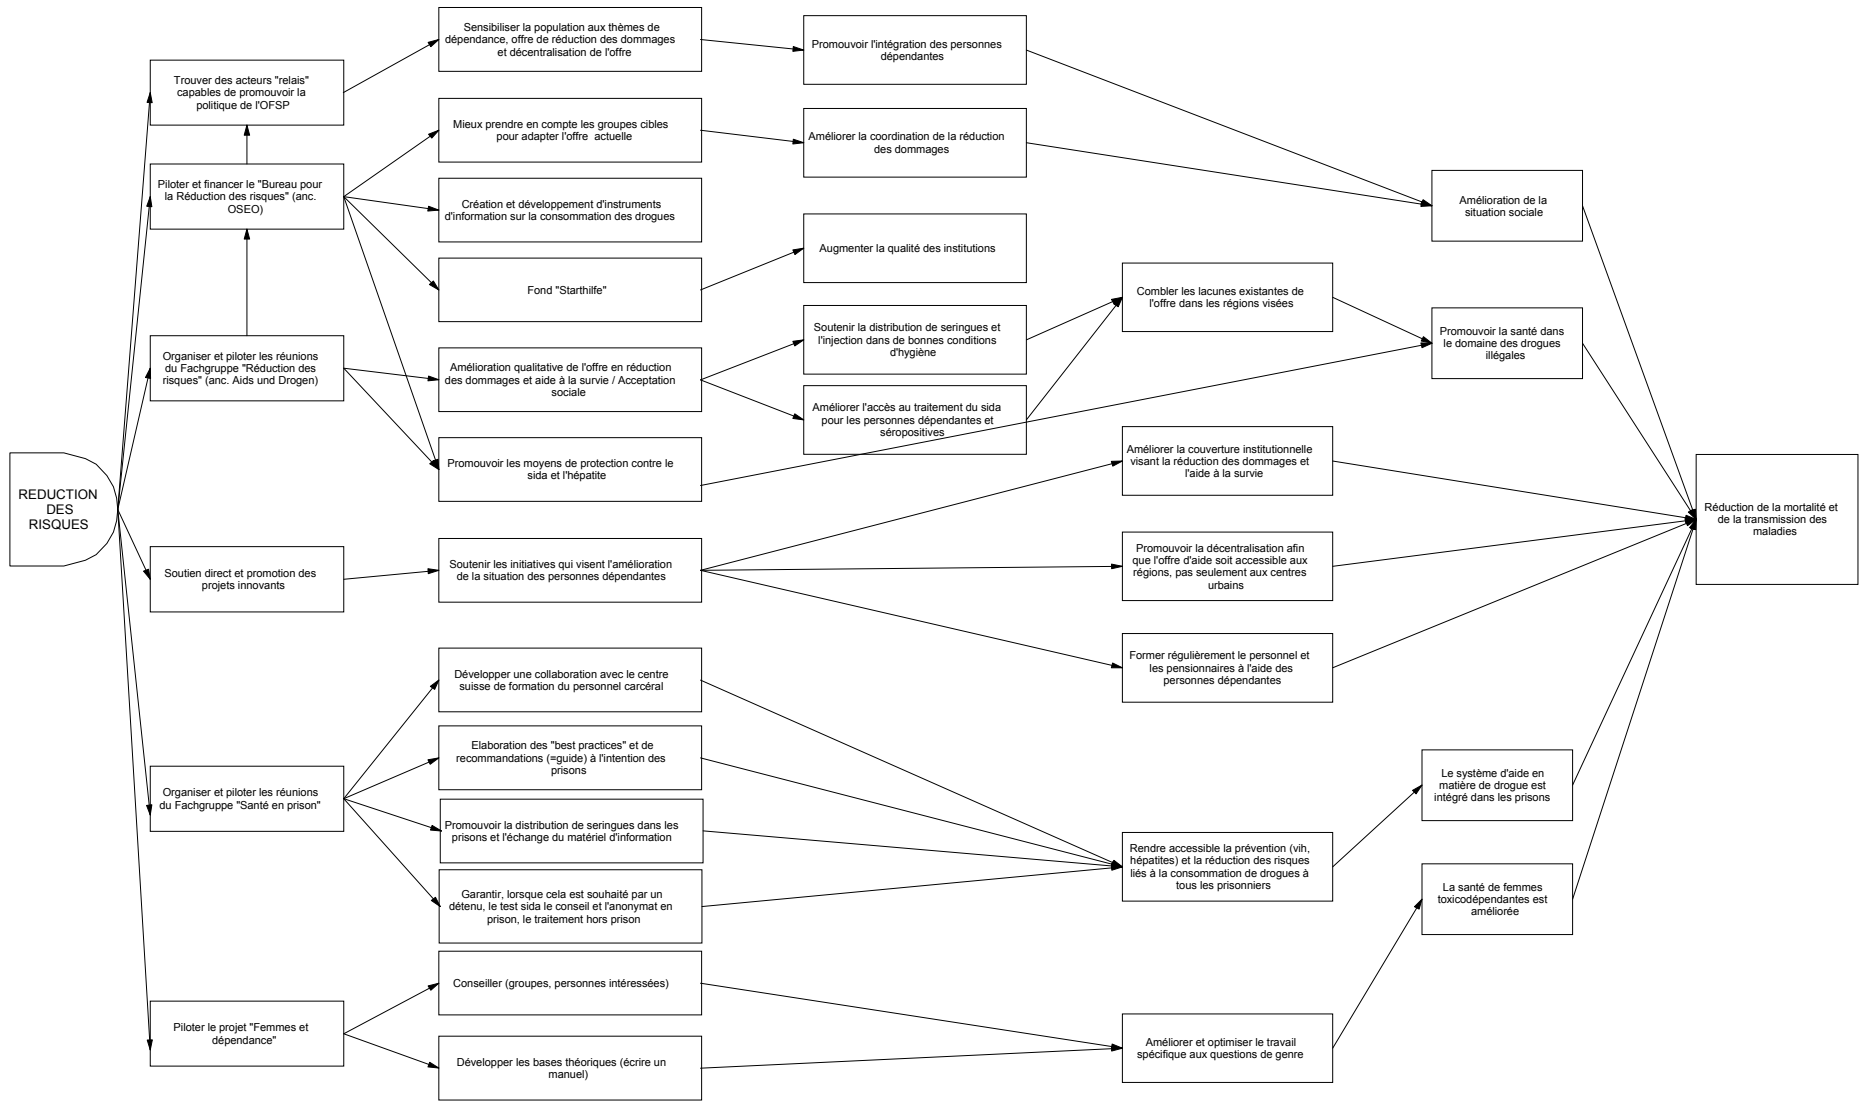 REDUCTION
DES
RISQUES
Trouver des acteurs "relais"
capables de promouvoir la
politique de l'OFSP
Piloter et financer le "Bureau pour
la Réduction des risques" (anc.
OSEO)
Organiser et piloter les réunions
du Fachgruppe "Réduction des
risques" (anc. Aids und Drogen)
Soutien direct et promotion des
projets innovants
Organiser et piloter les réunions
du Fachgruppe "Santé en prison"
Piloter le projet "Femmes et
dépendance"
Sensibiliser la population aux thèmes de
dépendance, offre de réduction des dommages
et décentralisation de l'offre
Mieux prendre en compte les groupes cibles
pour adapter l'offre actuelle
Création et développement d'instruments
d'information sur la consommation des drogues
Fond "Starthilfe"
Amélioration qualitative de l'offre en réduction
des dommages et aide à la survie / Acceptation
sociale
Promouvoir les moyens de protection contre le
sida et l'hépatite
Soutenir les initiatives qui visent l'amélioration
de la situation des personnes dépendantes
Développer une collaboration avec le centre
suisse de formation du personnel carcéral
Elaboration des "best practices" et de
recommandations (=guide) à l'intention des
prisons
Promouvoir la distribution de seringues dans les
prisons et l'échange du matériel d'information
Garantir, lorsque cela est souhaité par un
détenu, le test sida le conseil et l'anonymat en
prison, le traitement hors prison
Conseiller (groupes, personnes intéressées)
Développer les bases théoriques (écrire un
manuel)
Promouvoir l'intégration des personnes
dépendantes
Améliorer la coordination de la réduction
des dommages
Augmenter la qualité des institutions
Soutenir la distribution de seringues et
l'injection dans de bonnes conditions
d'hygiène
Améliorer l'accès au traitement du sida
pour les personnes dépendantes et
séropositives
Combler les lacunes existantes de
l'offre dans les régions visées
Améliorer la couverture institutionnelle
visant la réduction des dommages et
l'aide à la survie
Promouvoir la décentralisation afin
que l'offre d'aide soit accessible aux
régions, pas seulement aux centres
urbains
Former régulièrement le personnel et
les pensionnaires à l'aide des
personnes dépendantes
Rendre accessible la prévention (vih,
hépatites) et la réduction des risques
liés à la consommation de drogues à
tous les prisonniers
Améliorer et optimiser le travail
spécifique aux questions de genre
Amélioration de la
situation sociale
Promouvoir la santé dans
le domaine des drogues
illégales
Le système d'aide en
matière de drogue est
intégré dans les prisons
La santé de femmes
toxicodépendantes est
améliorée
Réduction de la mortalité et
de la transmission des
maladies